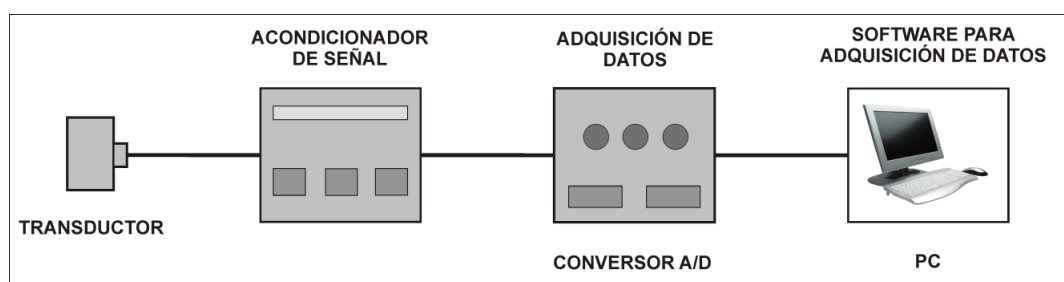 ACONDICIONADOR
DE SEÑAL
ADQUISICIÓN DE
DATOS
SOFTWARE PARA
ADQUISICIÓN DE DATOS
TRANSDUCTOR
CONVERSOR A/D
PC